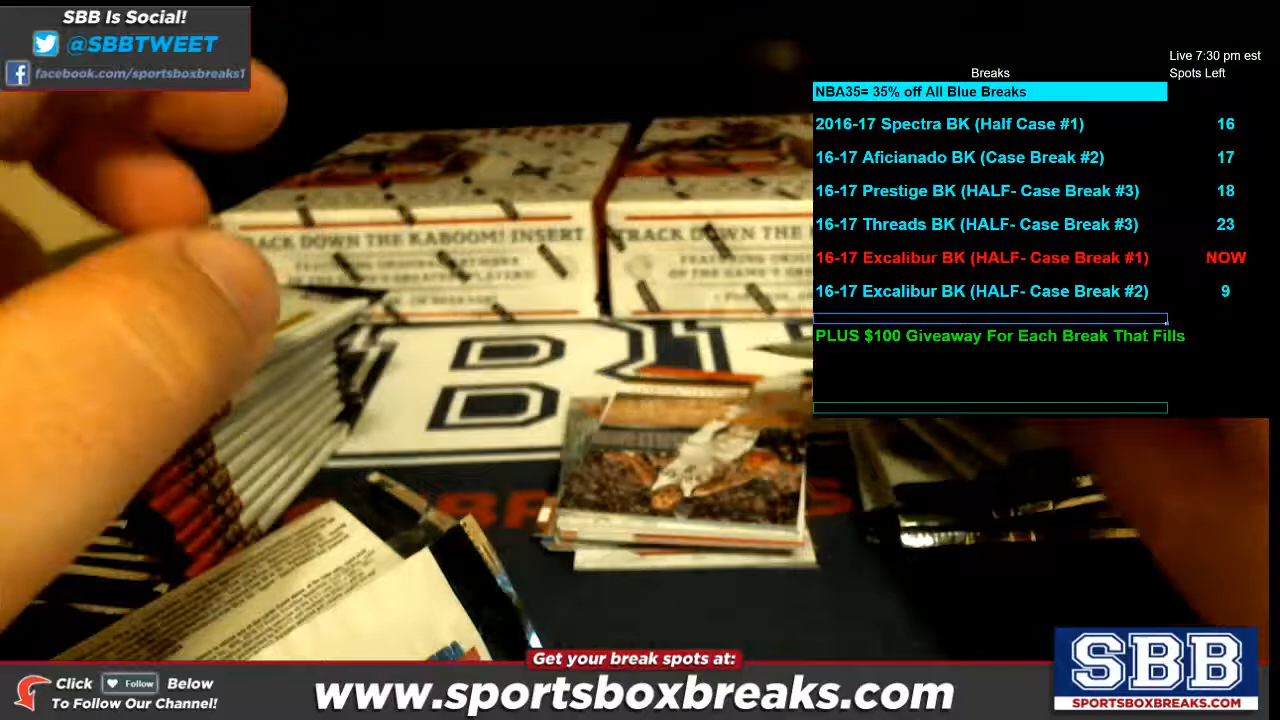 SBB Is Social!
@SBBTWEET
facebook.com/sportsboxbreaks1
Live 7:30 pm est
Breaks
Spots Left
NBA35= 35% off All Blue Breaks
2016-17 Spectra BK (Half Case #1) 16
16-17 Aficianado BK (Case Break #2) 17
16-17 Prestige BK (HALF- Case Break #3) 18
16-17 Threads BK (HALF- Case Break #3) 23
16-17 Excalibur BK (HALF- Case Break #1) NOW
16-17 Excalibur BK (HALF- Case Break #2) 9
PLUS $100 Giveaway For Each Break That Fills
TRACK DOWN THE KABOOM! INSERT
TRACK DOWN THE
Get your break spots at:
www.sportsboxbreaks.com
Click Follow Below
To Follow Our Channel!
SBB
SPORTSBOXBREAKS.COM